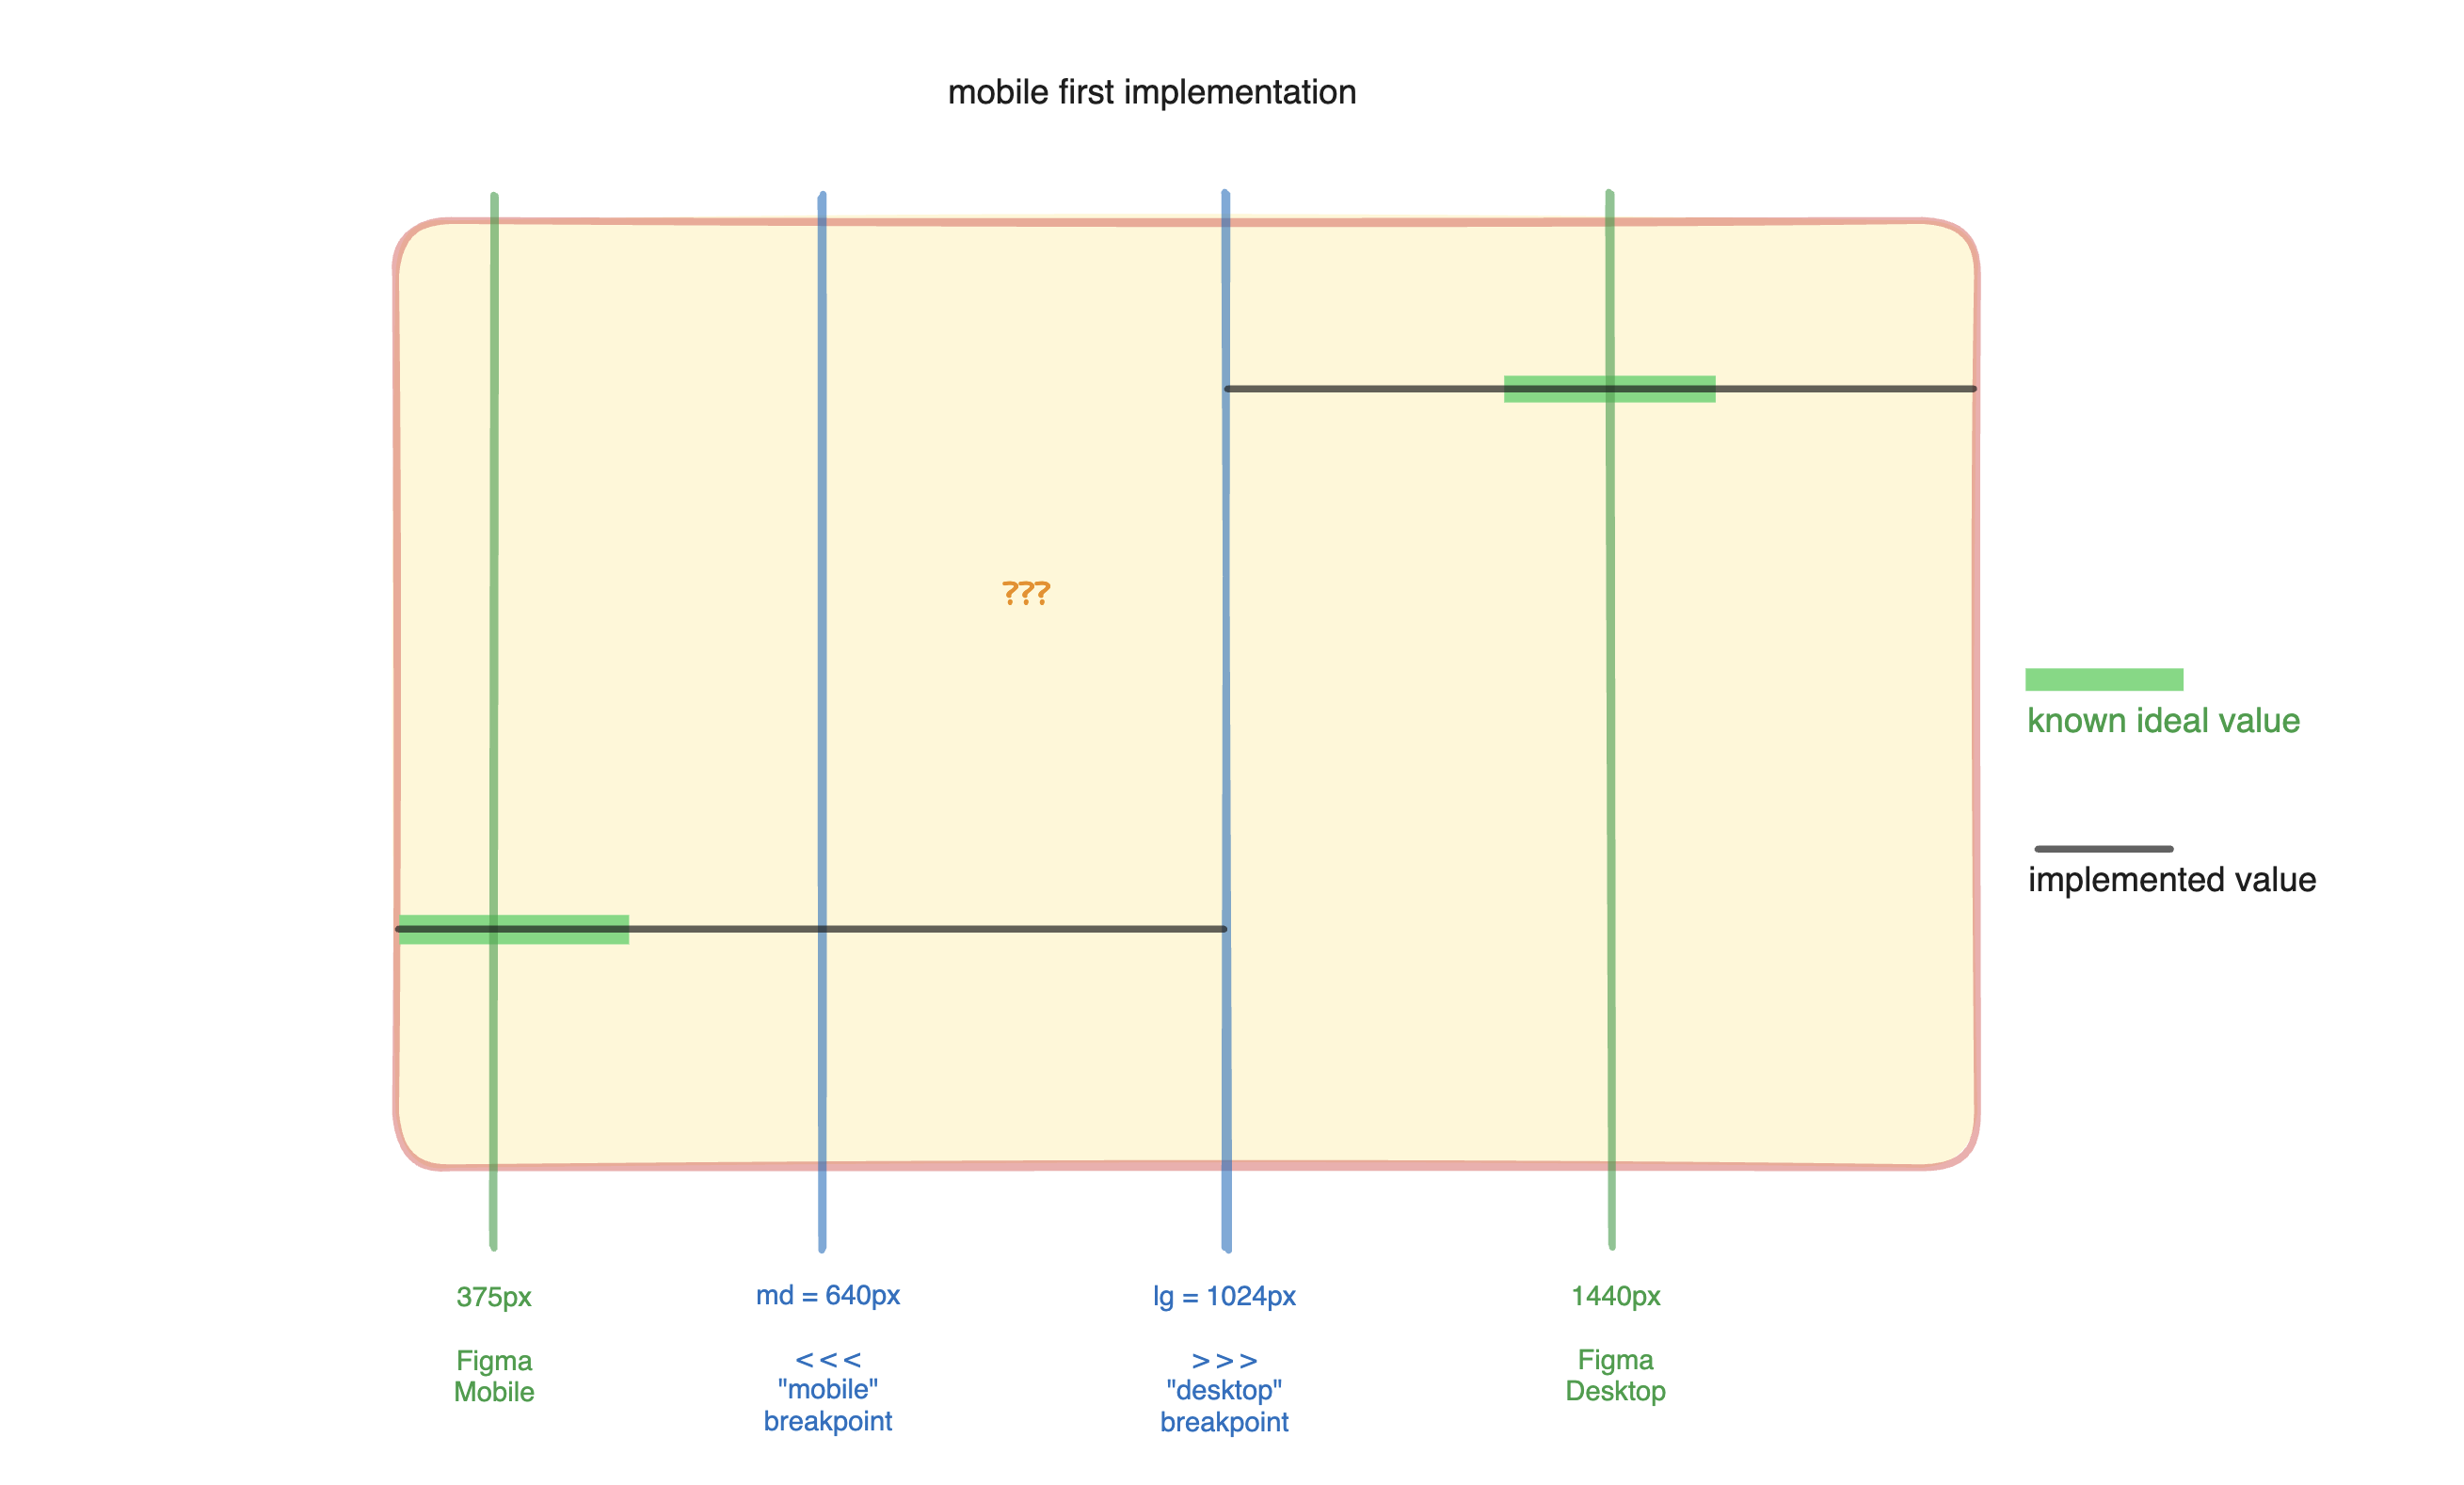 mobile first implementation
???
known ideal value
implemented value
375px
md = 640px
lg = 1024px
1440px
Figma
Mobile
<<<
"mobile"
breakpoint
>>>
"desktop"
breakpoint
Figma
Desktop